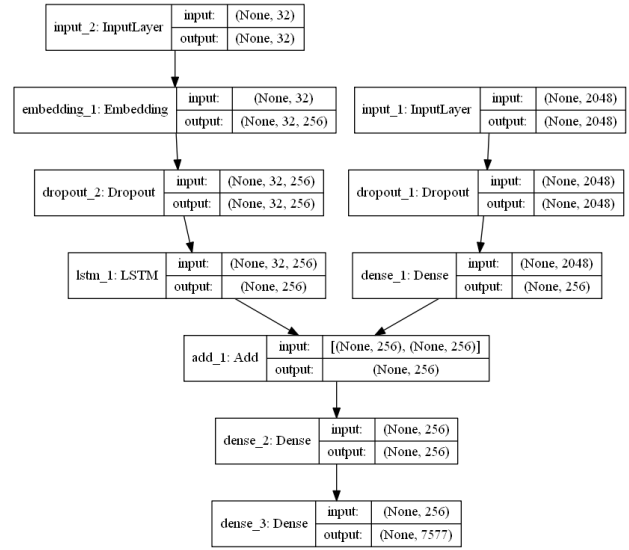 input_2: InputLayer
input: (None, 32)
output: (None, 32)
embedding_1: Embedding
input: (None, 32)
output: (None, 32, 256)
input_1: InputLayer
input: (None, 2048)
output: (None, 2048)
dropout_2: Dropout
input: (None, 32, 256)
output: (None, 32, 256)
dropout_1: Dropout
input: (None, 2048)
output: (None, 2048)
lstm_1: LSTM
input: (None, 32, 256)
output: (None, 256)
dense_1: Dense
input: (None, 2048)
output: (None, 256)
add_1: Add
input: [(None, 256), (None, 256)]
output: (None, 256)
dense_2: Dense
input: (None, 256)
output: (None, 256)
dense_3: Dense
input: (None, 256)
output: (None, 7577)